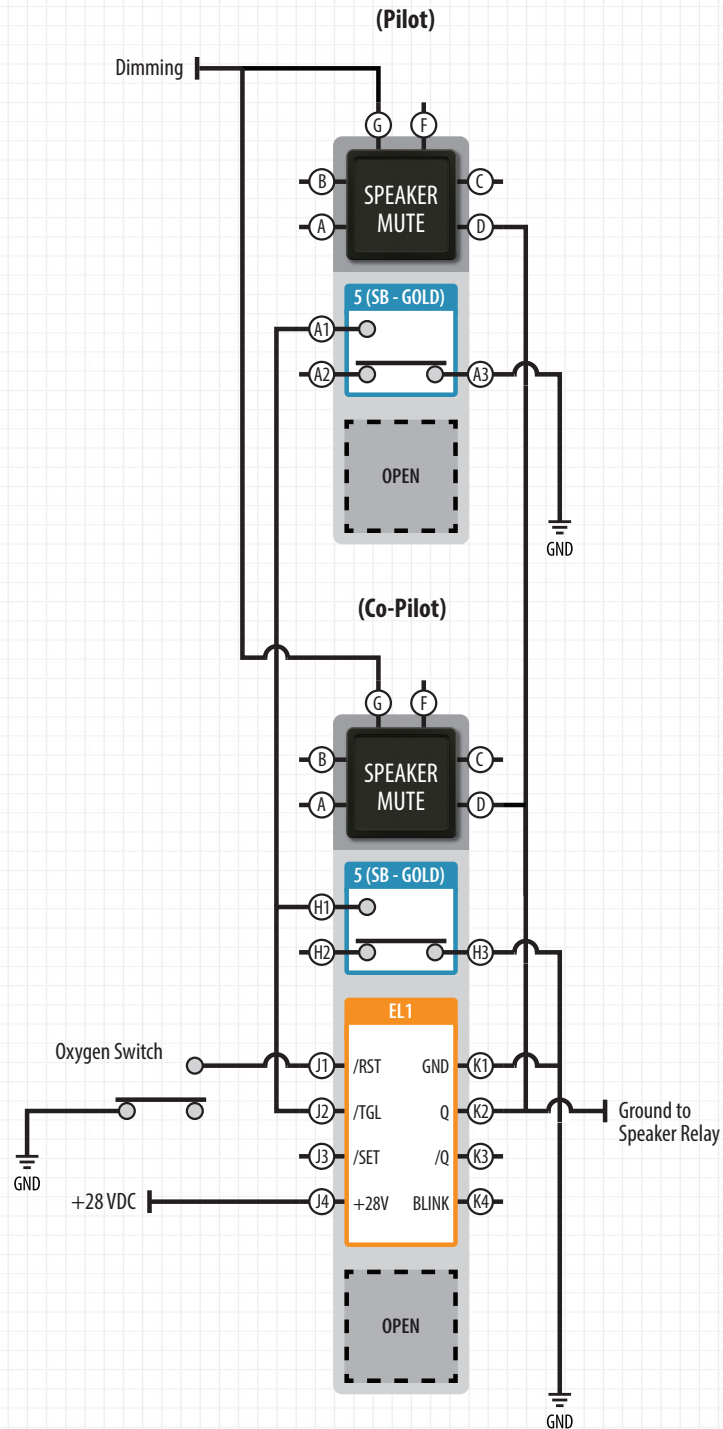 (Pilot)
Dimming
G F
B C
SPEAKER
MUTE
A D
5 (SB - GOLD)
A1
A2 A3
OPEN
GND
(Co-Pilot)
G F
B C
SPEAKER
MUTE
A D
5 (SB - GOLD)
H1
H2 H3
EL1
Oxygen Switch
J1 /RST GND K1
J2 /TGL Q K2
Ground to
Speaker Relay
J3 /SET /Q K3
GND
+28 VDC J4 +28V BLINK K4
OPEN
GND